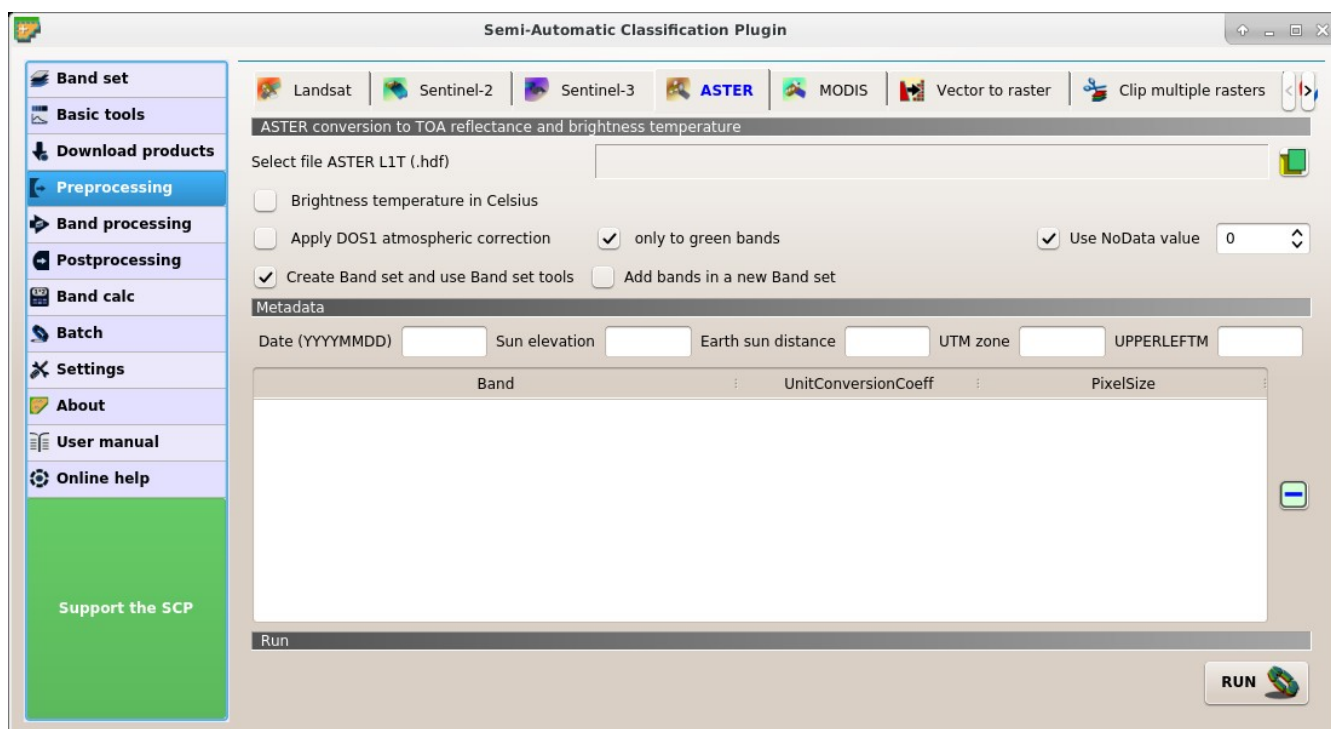 Semi-Automatic Classification Plugin
Band set
Basic tools
Download products
Preprocessing
Band processing
Postprocessing
Band calc
Batch
Settings
About
User manual
Online help
Support the SCP
Landsat Sentinel-2 Sentinel-3 ASTER MODIS Vector to raster Clip multiple rasters
ASTER conversion to TOA reflectance and brightness temperature
Select file ASTER L1T (.hdf)
Brightness temperature in Celsius
Apply DOS1 atmospheric correction only to green bands Use NoData value 0
Create Band set and use Band set tools Add bands in a new Band set
Metadata
Date (YYYYMMDD) Sun elevation Earth sun distance UTM zone UPPERLEFTM
Band UnitConversionCoeff PixelSize
Run
RUN